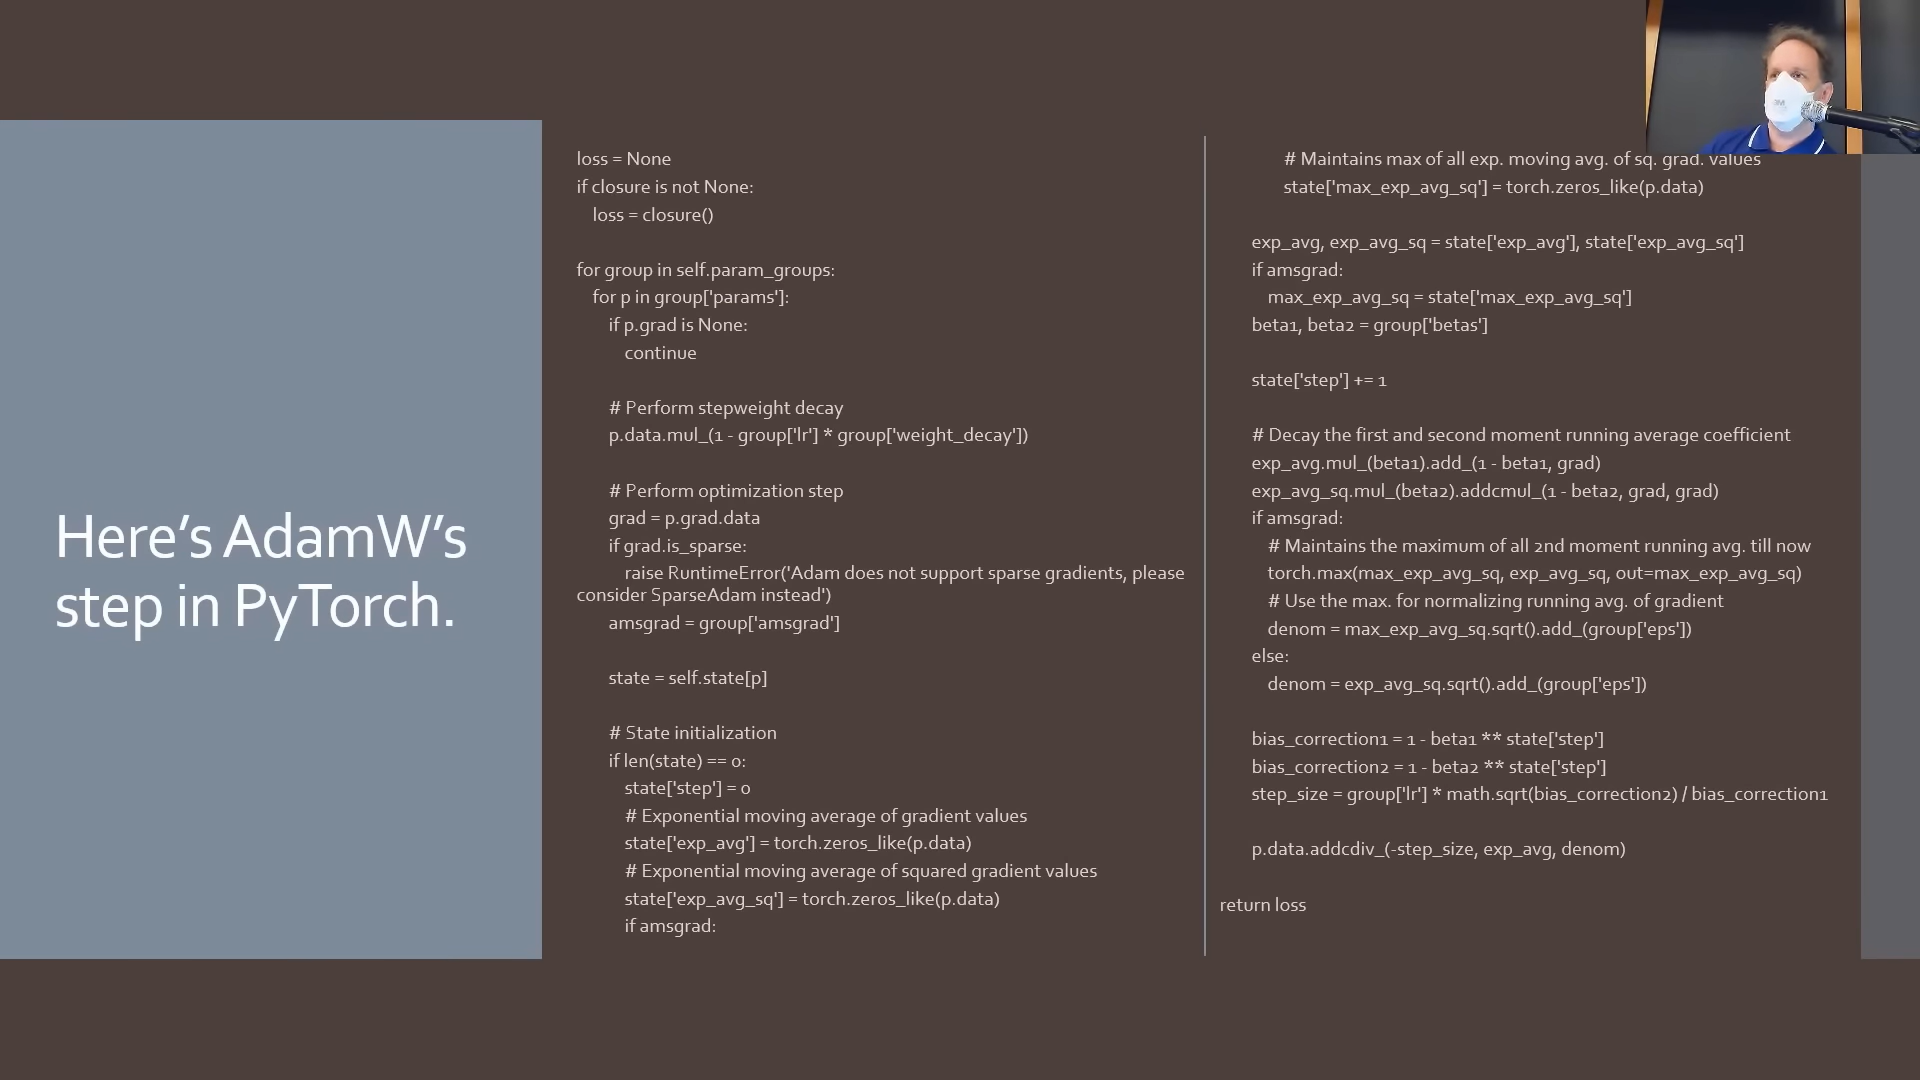 Here’s AdamW’s
step in PyTorch.
loss = None
if closure is not None:
loss = closure()
for group in self.param_groups:
for p in group['params']:
if p.grad is None:
continue
# Perform stepweight decay
p.data.mul_(1 - group['lr'] * group['weight_decay'])
# Perform optimization step
grad = p.grad.data
if grad.is_sparse:
raise RuntimeError('Adam does not support sparse gradients, please
consider SparseAdam instead')
amsgrad = group['amsgrad']
state = self.state[p]
# State initialization
if len(state) == 0:
state['step'] = 0
# Exponential moving average of gradient values
state['exp_avg'] = torch.zeros_like(p.data)
# Exponential moving average of squared gradient values
state['exp_avg_sq'] = torch.zeros_like(p.data)
if amsgrad:
# Maintains max of all exp. moving avg. of sq. grad. values
state['max_exp_avg_sq'] = torch.zeros_like(p.data)
exp_avg, exp_avg_sq = state['exp_avg'], state['exp_avg_sq']
if amsgrad:
max_exp_avg_sq = state['max_exp_avg_sq']
beta1, beta2 = group['betas']
state['step'] += 1
# Decay the first and second moment running average coefficient
exp_avg.mul_(beta1).add_(1 - beta1, grad)
exp_avg_sq.mul_(beta2).addcmul_(1 - beta2, grad, grad)
if amsgrad:
# Maintains the maximum of all 2nd moment running avg. till now
torch.max(max_exp_avg_sq, exp_avg_sq, out=max_exp_avg_sq)
# Use the max. for normalizing running avg. of gradient
denom = max_exp_avg_sq.sqrt().add_(group['eps'])
else:
denom = exp_avg_sq.sqrt().add_(group['eps'])
bias_correction1 = 1 - beta1 ** state['step']
bias_correction2 = 1 - beta2 ** state['step']
step_size = group['lr'] * math.sqrt(bias_correction2) / bias_correction1
p.data.addcdiv_(-step_size, exp_avg, denom)
return loss
3M